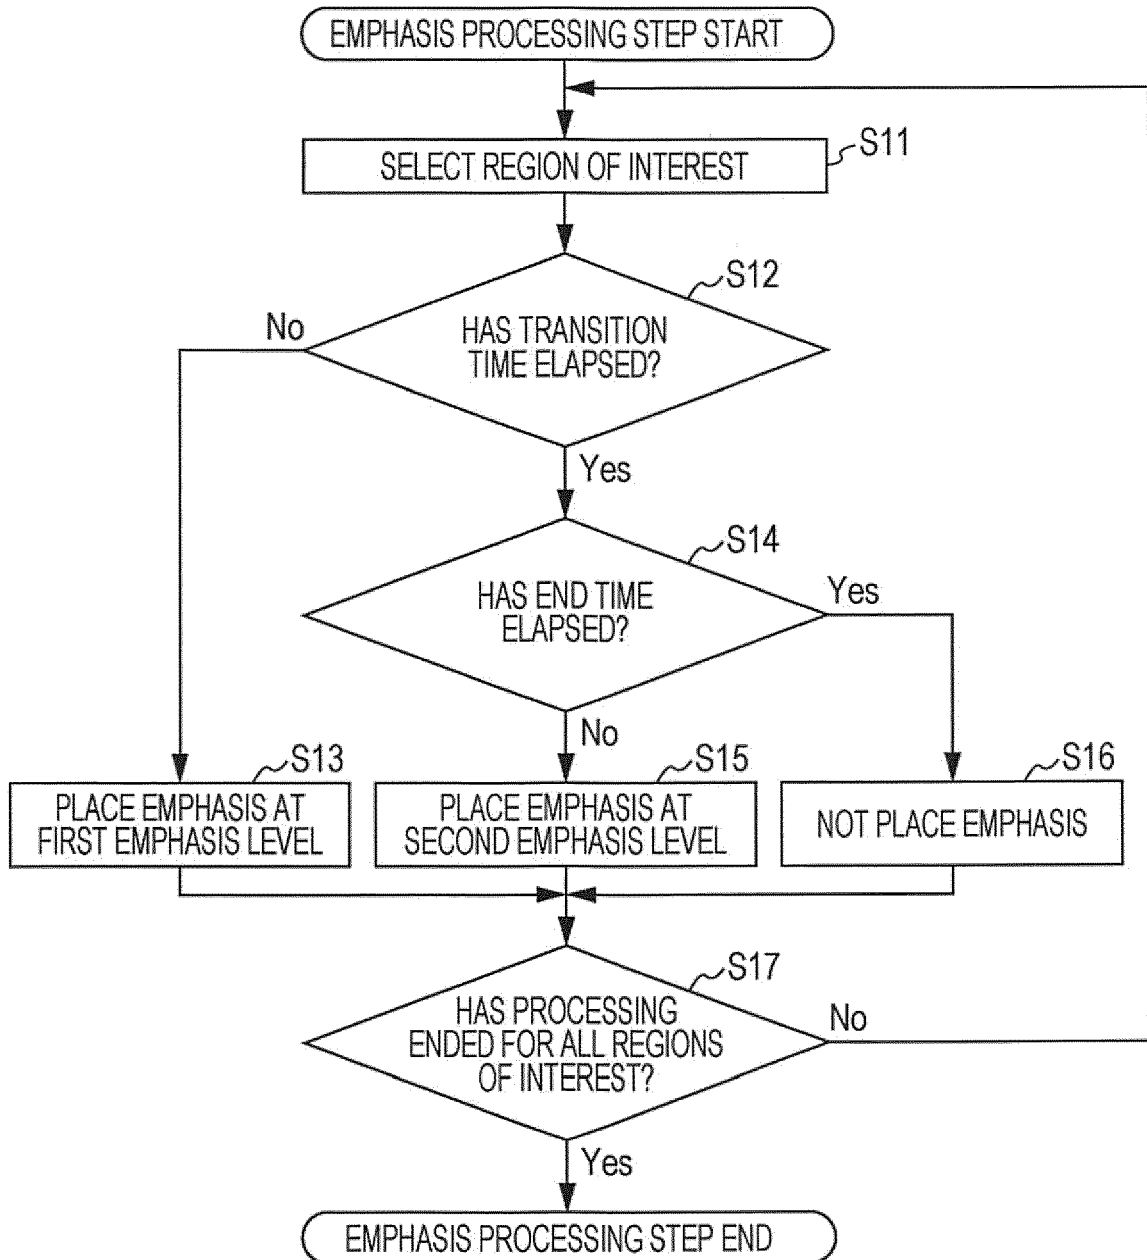 EMPHASIS PROCESSING STEP START
S11
SELECT REGION OF INTEREST
S12
HAS TRANSITION
TIME ELAPSED?
No
Yes
S14
HAS END TIME
ELAPSED?
Yes
No
S13
PLACE EMPHASIS AT
FIRST EMPHASIS LEVEL
S15
PLACE EMPHASIS AT
SECOND EMPHASIS LEVEL
S16
NOT PLACE EMPHASIS
S17
HAS PROCESSING
ENDED FOR ALL REGIONS
OF INTEREST?
No
Yes
EMPHASIS PROCESSING STEP END